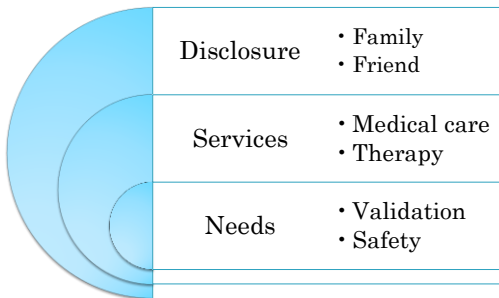 Disclosure
• Family
• Friend
Services
• Medical care
• Therapy
Needs
• Validation
• Safety